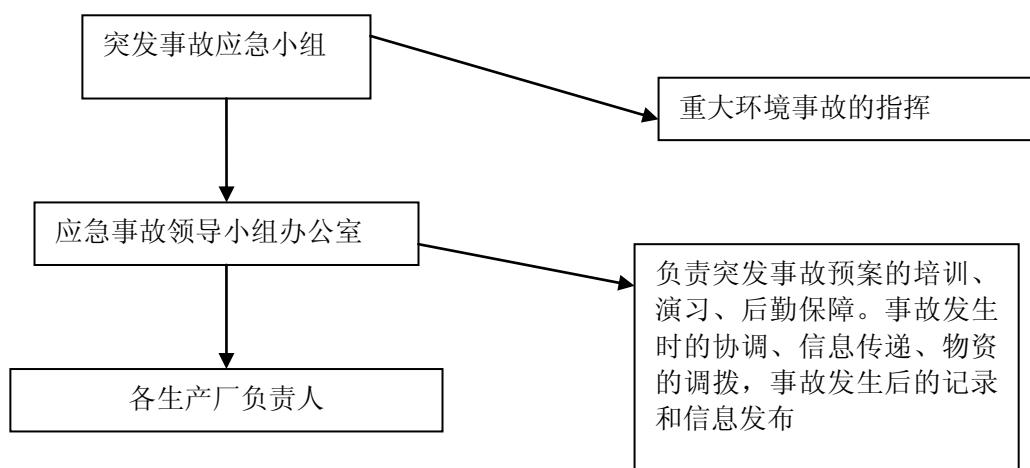 突发事故应急小组
重大环境事故的指挥
应急事故领导小组办公室
负责突发事故预案的培训、
演习、后勤保障。事故发生
时的协调、信息传递、物资
的调拨，事故发生后的记录
和信息发布
各生产厂负责人